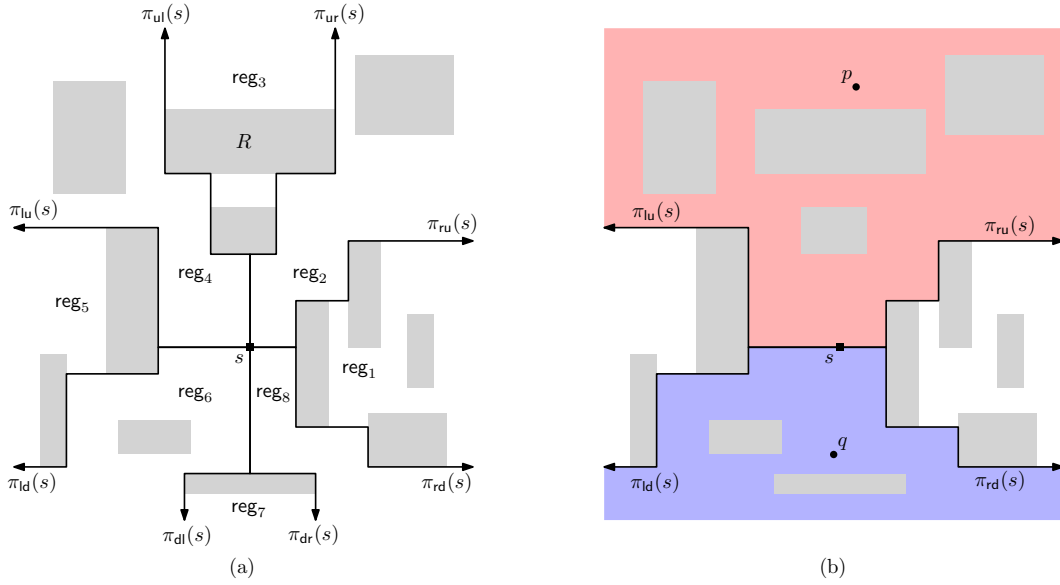 π_ul(s) π_ur(s)
reg_3
p
R
π_lu(s) π_ru(s) π_lu(s) π_ru(s)
reg_4 reg_2
reg_5
s s
reg_1
reg_6 reg_8
q
π_ld(s) π_rd(s) π_ld(s) π_rd(s)
reg_7
π_dl(s) π_dr(s)
(a) (b)